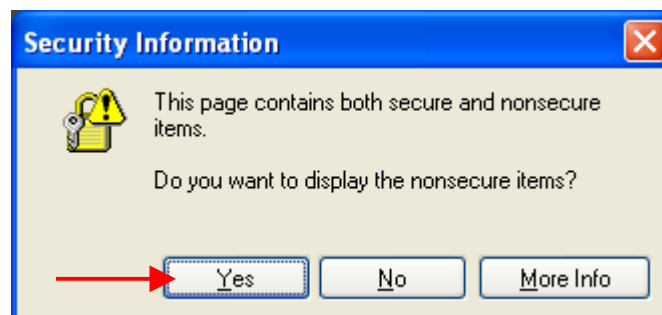 Security Information
This page contains both secure and nonsecure
items.
Do you want to display the nonsecure items?
Yes No More Info